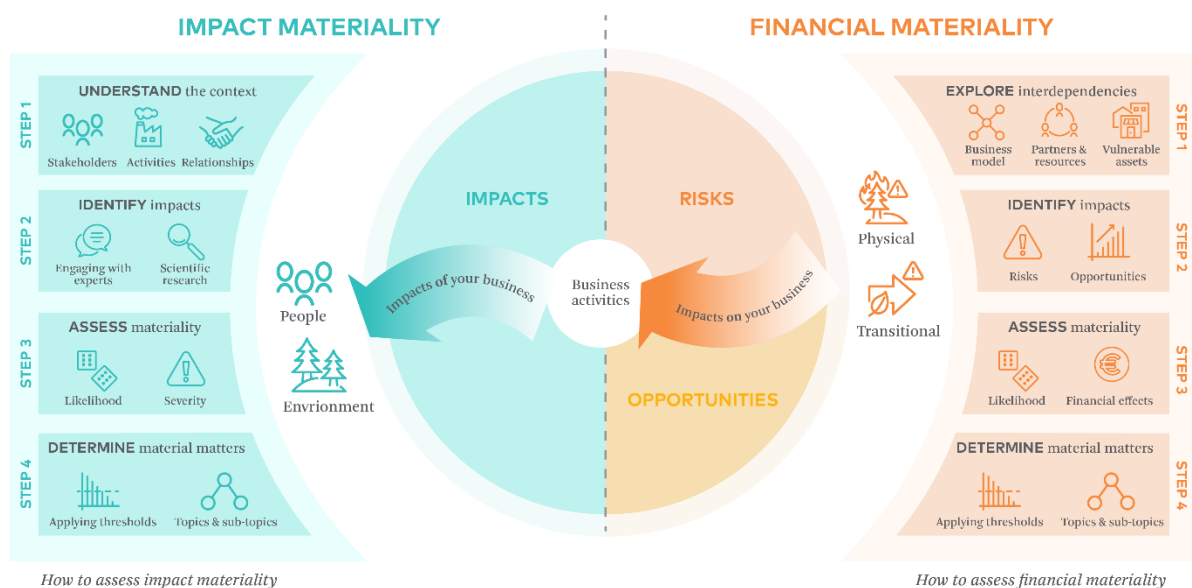 IMPACT MATERIALITY
STEP 1
UNDERSTAND the context
Stakeholders
Activities
Relationships
STEP 2
IDENTIFY impacts
Engaging with
experts
Scientific
research
STEP 3
ASSESS materiality
Likelihood
Severity
STEP 4
DETERMINE material matters
Applying thresholds
Topics & sub-topics
How to assess impact materiality
People
Envrionment
IMPACTS
Impacts of your business
Business
activities
FINANCIAL MATERIALITY
RISKS
Impacts on your business
OPPORTUNITIES
Physical
Transitional
STEP 1
EXPLORE interdependencies
Business
model
Partners &
resources
Vulnerable
assets
STEP 2
IDENTIFY impacts
Risks
Opportunities
STEP 3
ASSESS materiality
Likelihood
Financial effects
STEP 4
DETERMINE material matters
Applying thresholds
Topics & sub-topics
How to assess financial materiality